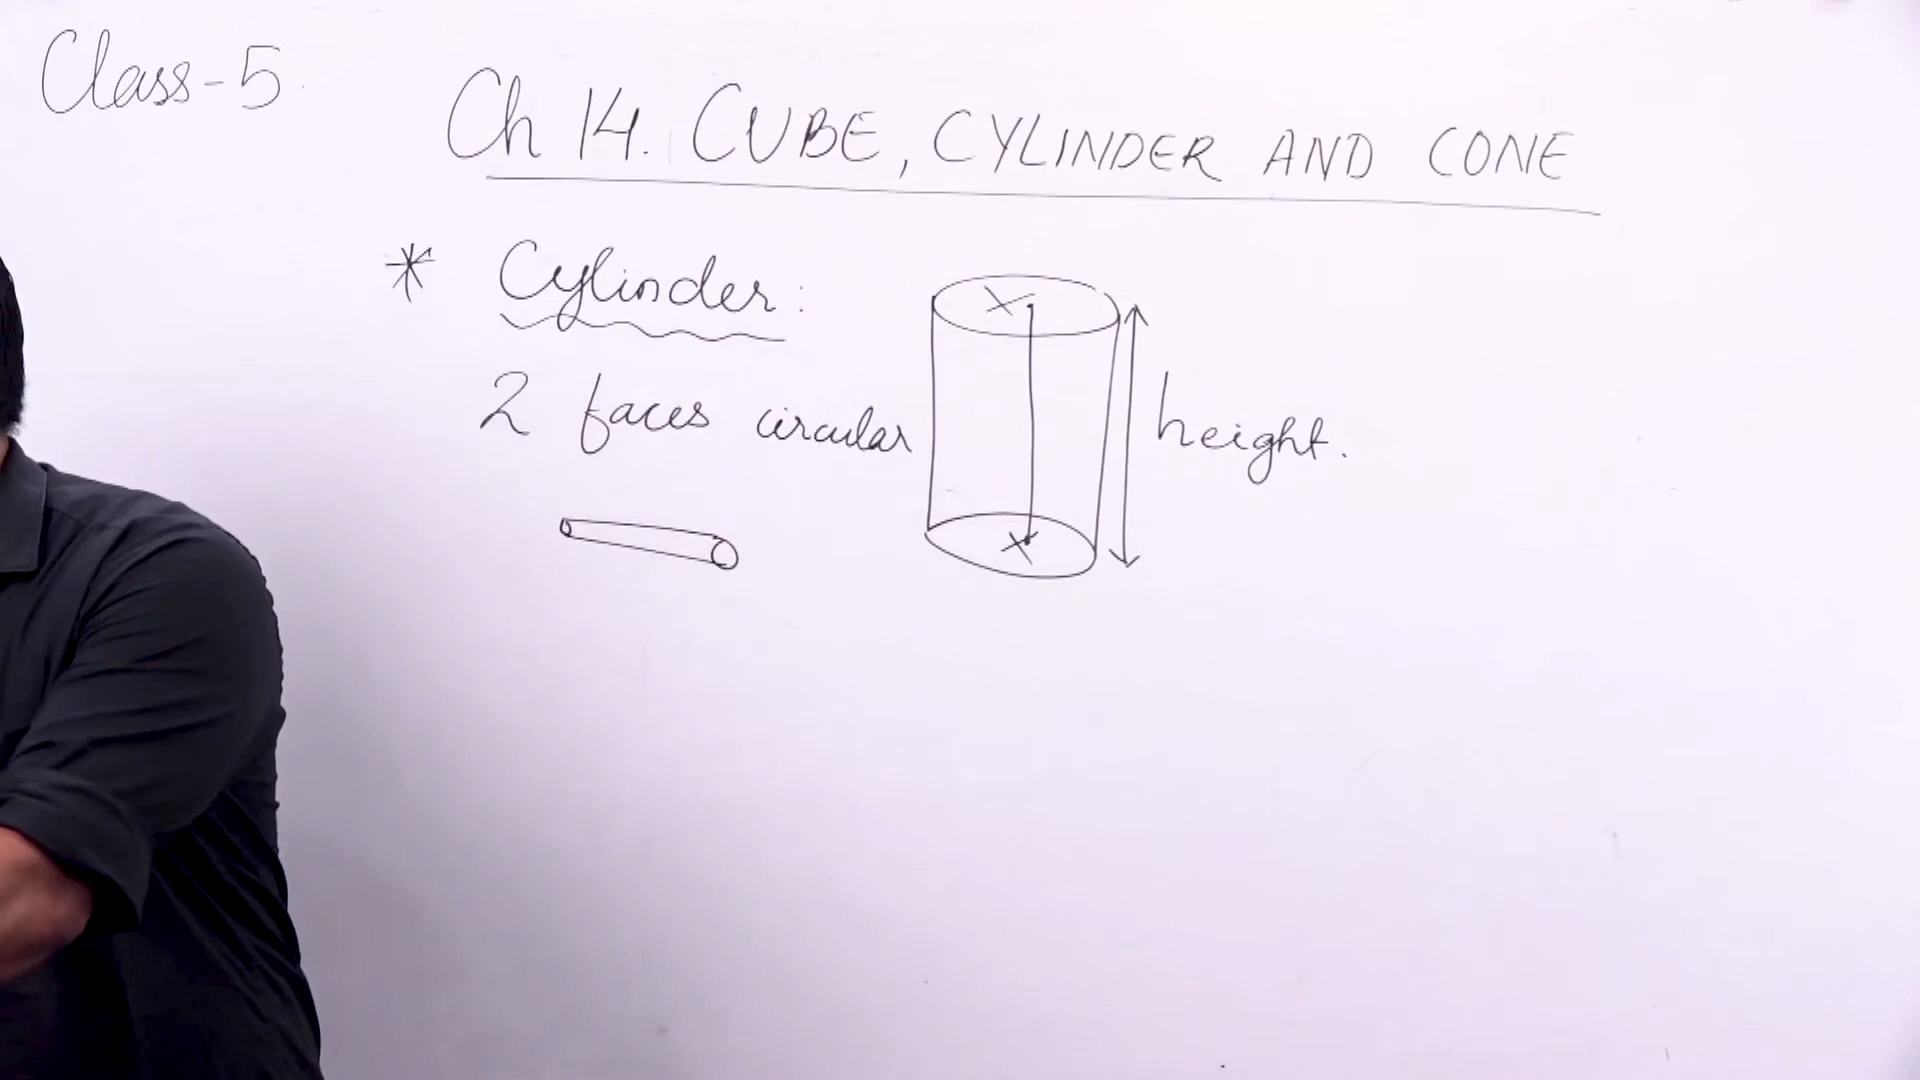 Class-5
Ch 14. CUBE, CYLINDER AND CONE
* Cylinder:
2 faces circular
height.